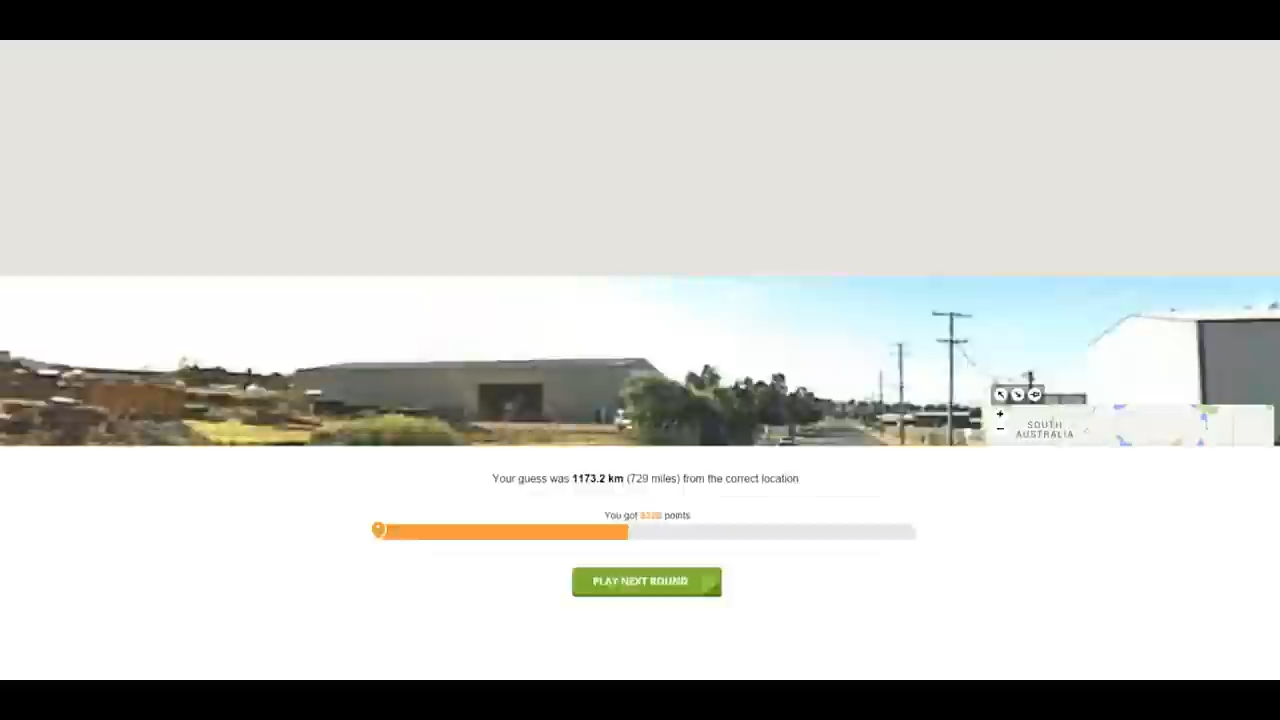 SOUTH
AUSTRALIA
+
−
Your guess was 1173.2 km (729 miles) from the correct location
You got points
PLAY NEXT ROUND